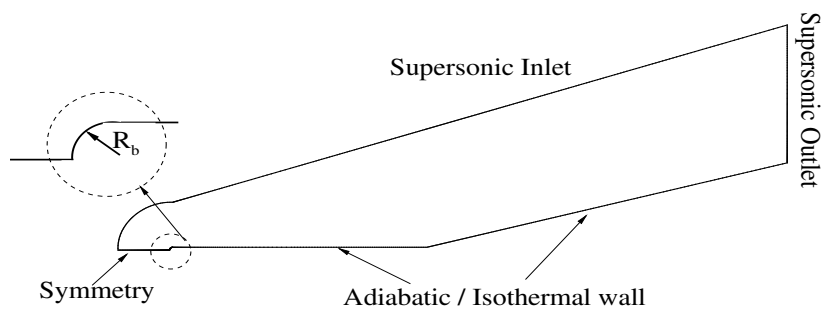 Supersonic Inlet
Supersonic Outlet
R_b
Symmetry
Adiabatic / Isothermal wall